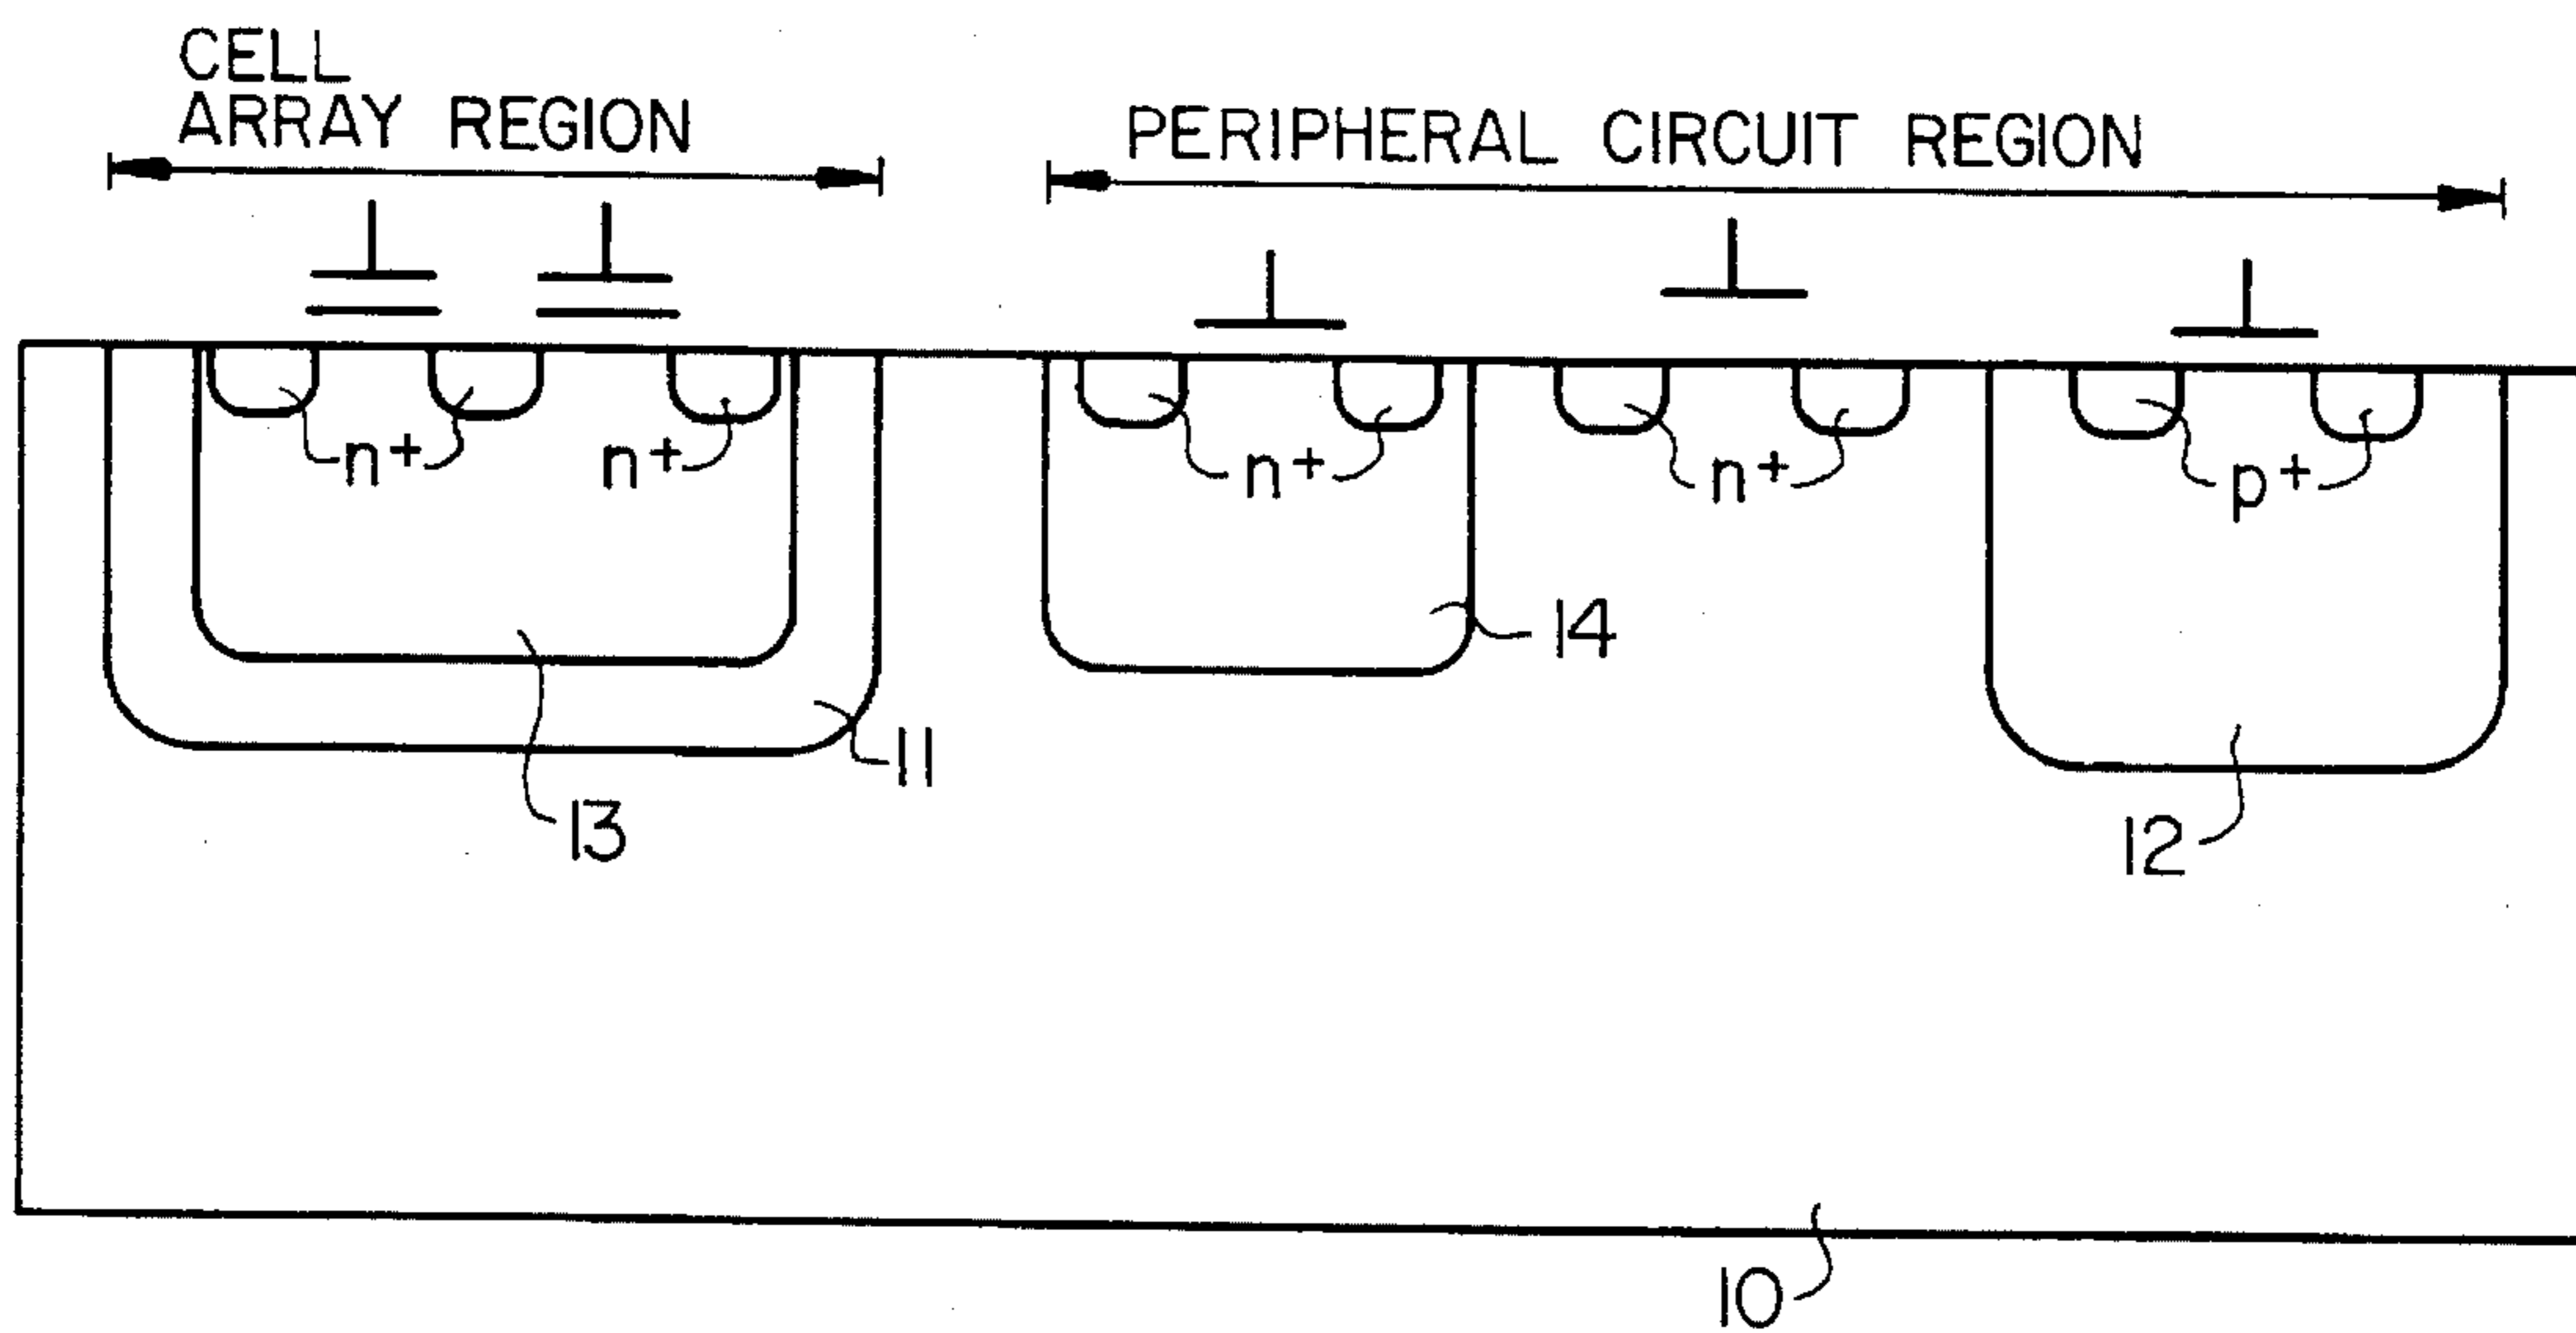 CELL
ARRAY REGION
PERIPHERAL CIRCUIT REGION
n+
n+
n+
n+
p+
14
11
13
12
10